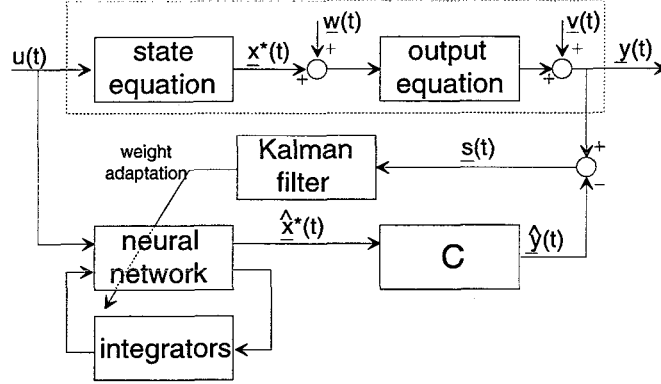 w(t)
v(t)
u(t)
state
equation
x*(t)
+
+
output
equation
+
+
y(t)
weight
adaptation
Kalman
filter
s(t)
+
−
neural
network
x̂*(t)
C
ŷ(t)
integrators